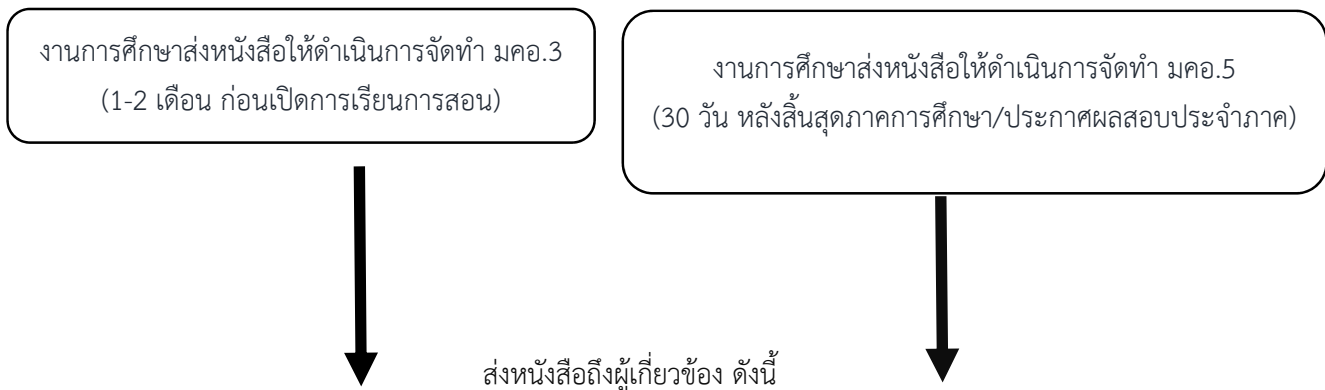 งานการศึกษาส่งหนังสือให้ดำเนินการจัดทำ มคอ.3
(1-2 เดือน ก่อนเปิดการเรียนการสอน)
งานการศึกษาส่งหนังสือให้ดำเนินการจัดทำ มคอ.5
(30 วัน หลังสิ้นสุดภาคการศึกษา/ประกาศผลสอบประจำภาค)
ส่งหนังสือถึงผู้เกี่ยวข้อง ดังนี้